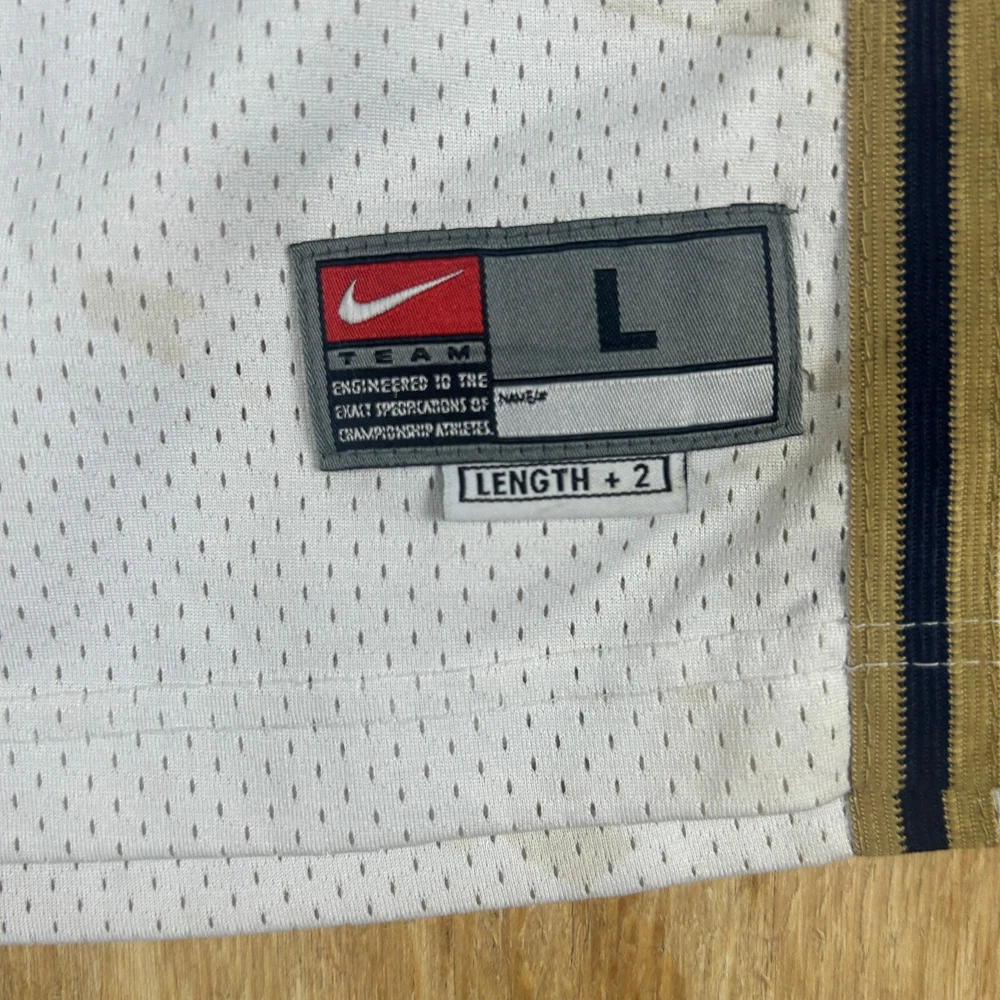 L
TEAM
ENGINEERED TO THE
EXACT SPECIFICATIONS OF
CHAMPIONSHIP ATHLETES.
NAME/#
LENGTH + 2